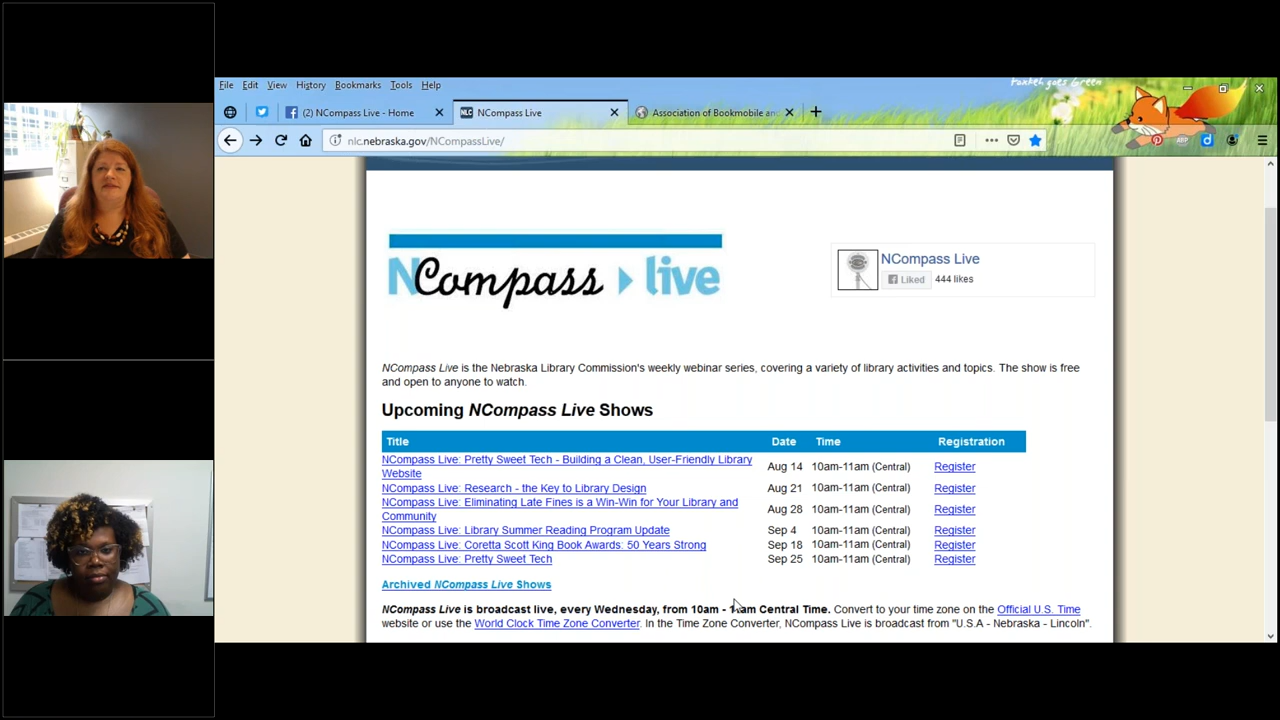 Foxkeh goes Green
File Edit View History Bookmarks Tools Help
(2) NCompass Live - Home NLC NCompass Live Association of Bookmobile and
nlc.nebraska.gov/NCompassLive/
NCompass live
NCompass Live
Liked 444 likes
NCompass Live is the Nebraska Library Commission's weekly webinar series, covering a variety of library activities and topics. The show is free
and open to anyone to watch.
Upcoming NCompass Live Shows
Title Date Time Registration
NCompass Live: Pretty Sweet Tech - Building a Clean, User-Friendly Library
Website Aug 14 10am-11am (Central) Register
NCompass Live: Research - the Key to Library Design Aug 21 10am-11am (Central) Register
NCompass Live: Eliminating Late Fines is a Win-Win for Your Library and
Community Aug 28 10am-11am (Central) Register
NCompass Live: Library Summer Reading Program Update Sep 4 10am-11am (Central) Register
NCompass Live: Coretta Scott King Book Awards: 50 Years Strong Sep 18 10am-11am (Central) Register
NCompass Live: Pretty Sweet Tech Sep 25 10am-11am (Central) Register
Archived NCompass Live Shows
NCompass Live is broadcast live, every Wednesday, from 10am - 11am Central Time. Convert to your time zone on the Official U.S. Time
website or use the World Clock Time Zone Converter. In the Time Zone Converter, NCompass Live is broadcast from "U.S.A - Nebraska - Lincoln".